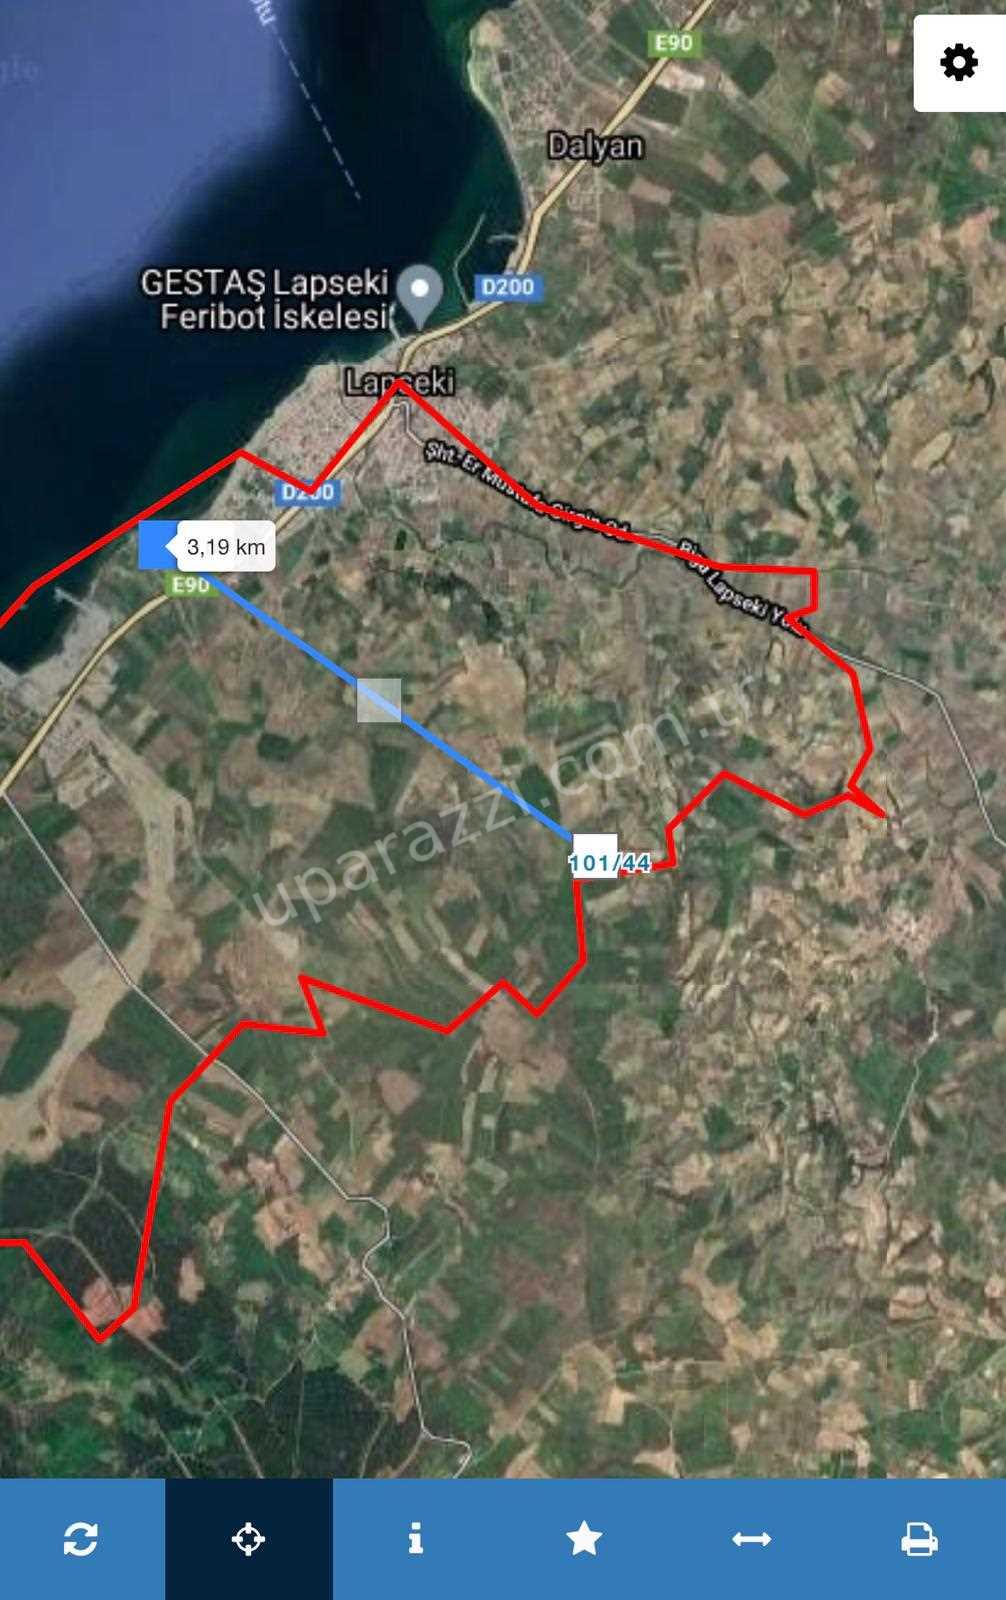 E90
Dalyan
GESTAŞ Lapseki
Feribot İskelesi
D200
Lapseki
Şht. Er Mustafa
D200
3,19 km
E90
Lapseki Yolu
uparazzi.com.tr
101/44